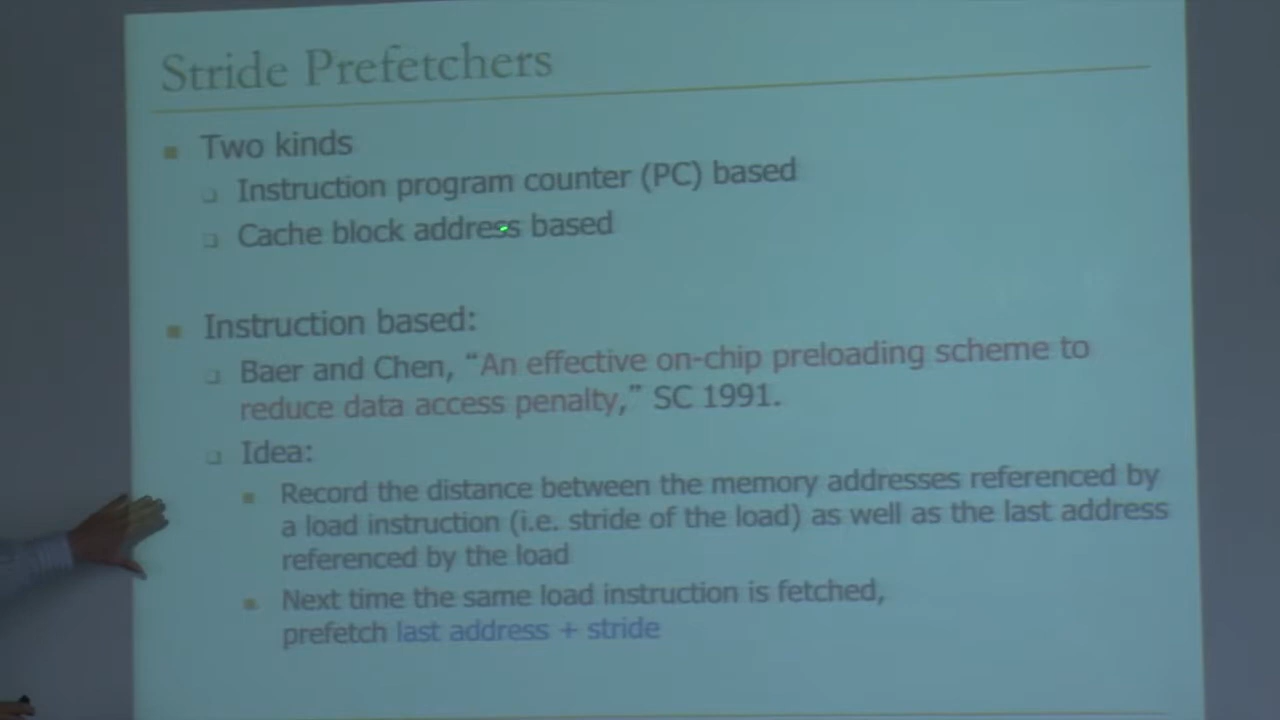 Stride Prefetchers
Two kinds
Instruction program counter (PC) based
Cache block address based
Instruction based:
Baer and Chen, “An effective on-chip preloading scheme to
reduce data access penalty,” SC 1991.
Idea:
Record the distance between the memory addresses referenced by
a load instruction (i.e. stride of the load) as well as the last address
referenced by the load
Next time the same load instruction is fetched,
prefetch last address + stride